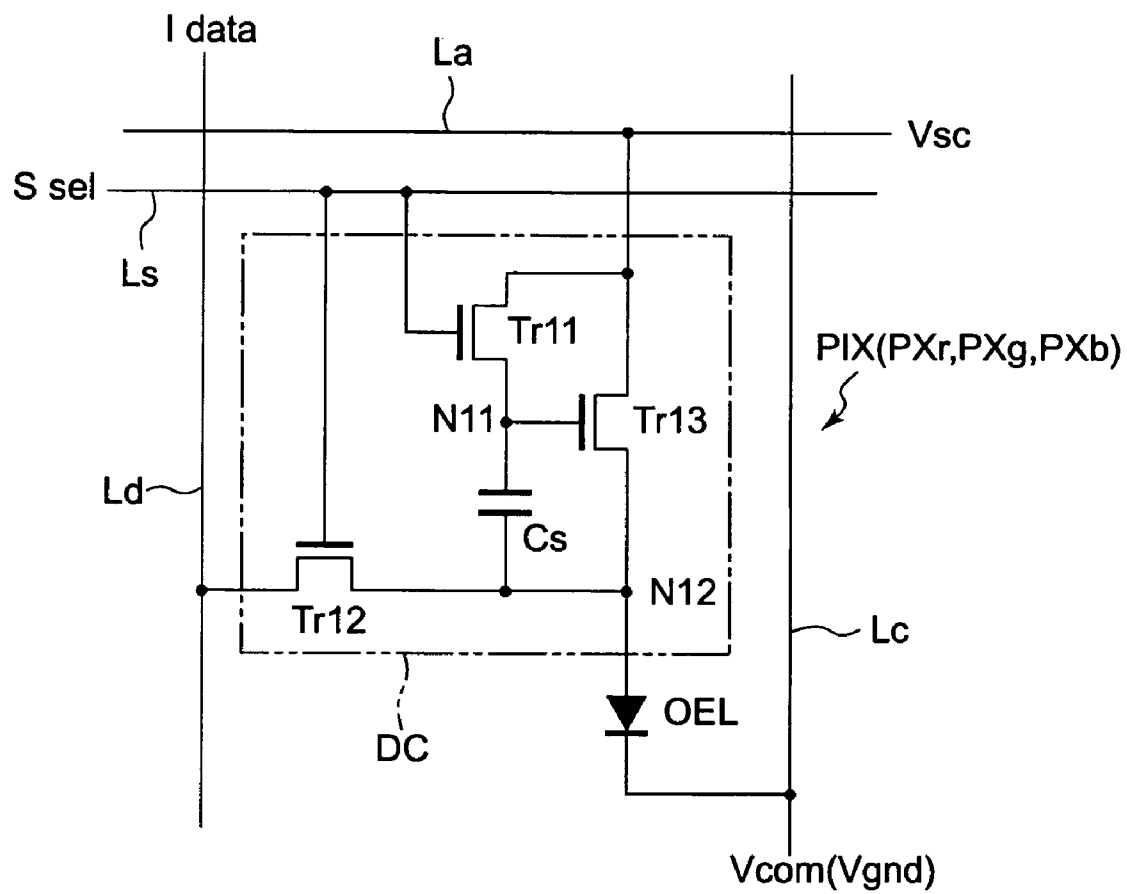 I data
La
Vsc
S sel
Ls
Tr11
PIX(PXr,PXg,PXb)
N11
Tr13
Ld
Cs
N12
Tr12
Lc
OEL
DC
Vcom(Vgnd)